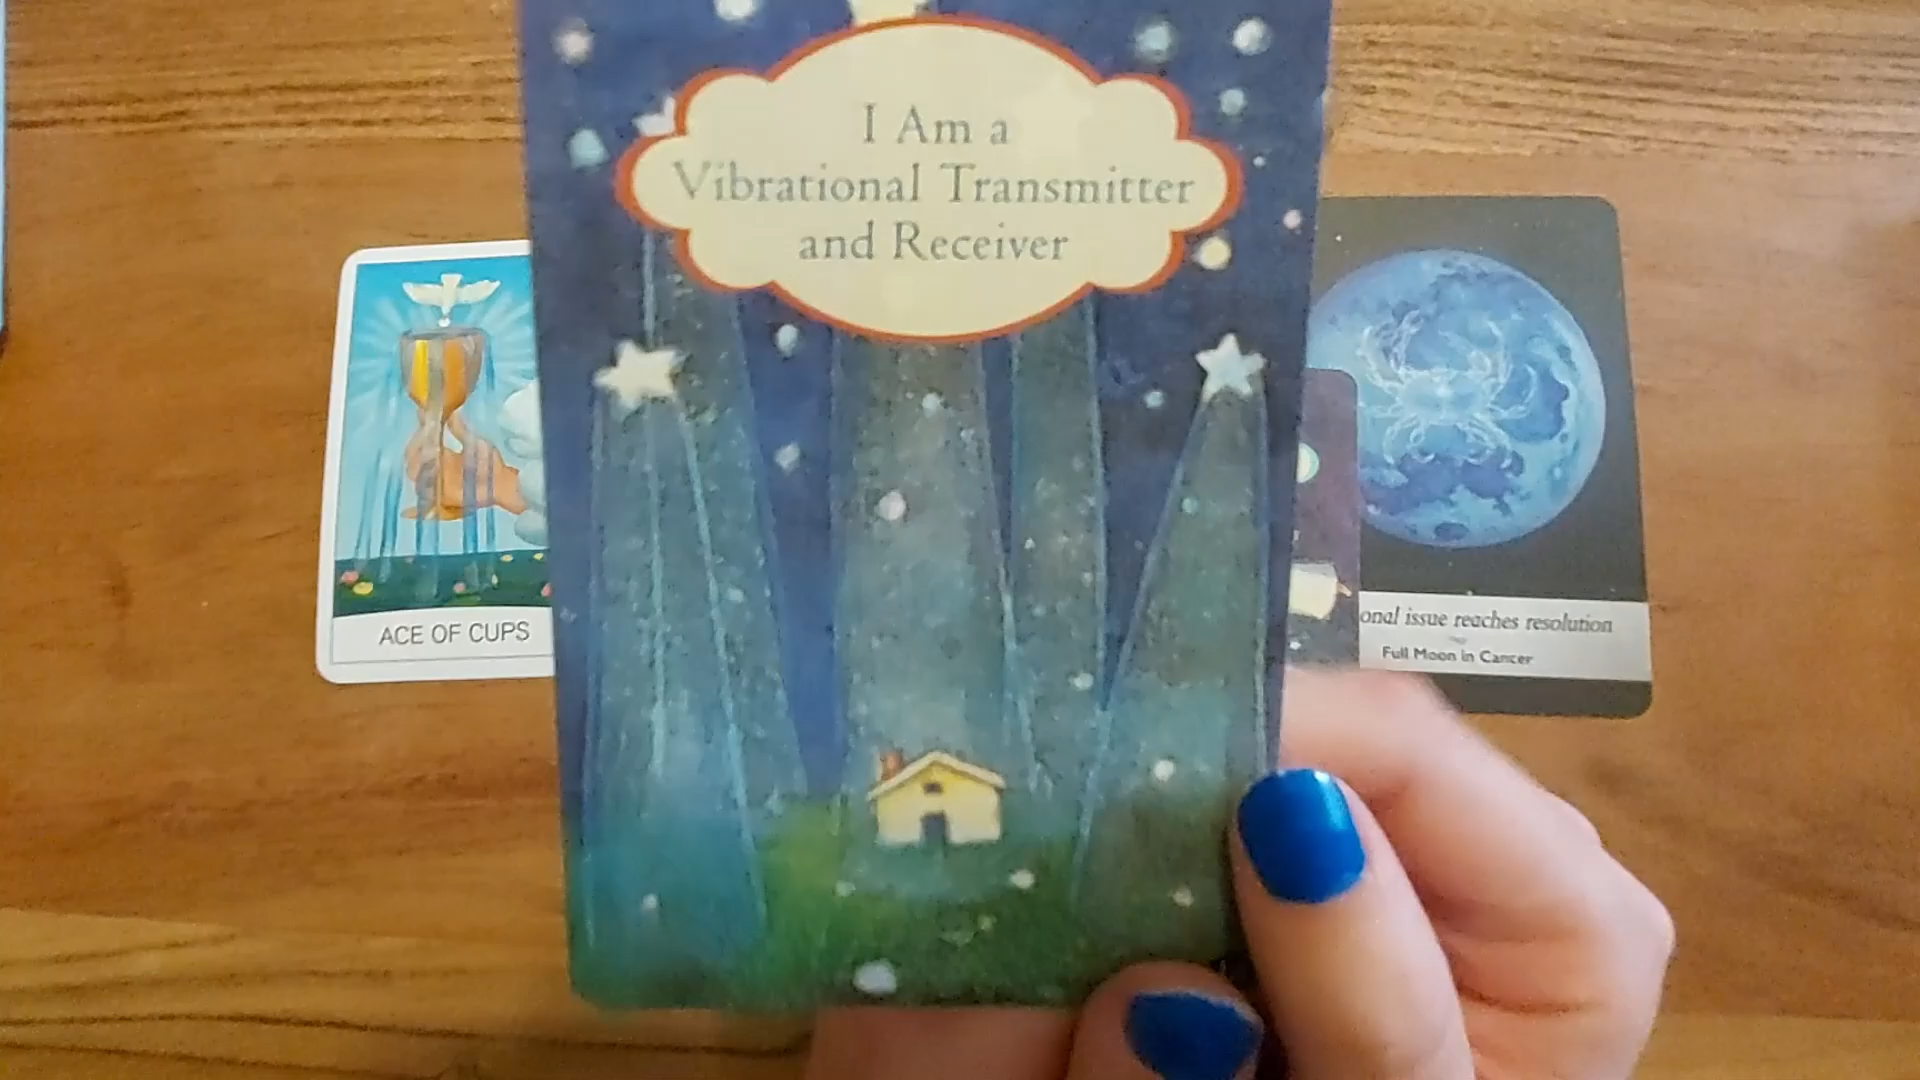 I Am a
Vibrational Transmitter
and Receiver
ACE OF CUPS
onal issue reaches resolution
Full Moon in Cancer